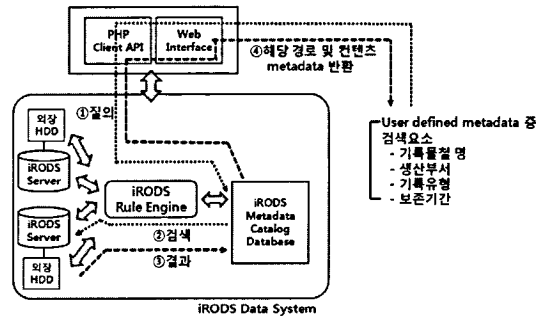 PHP
Client API
Web
Interface
④해당 경로 및 컨텐츠
metadata 반환
①질의
외장
HDD
iRODS
Server
iRODS
Rule Engine
iRODS
Server
외장
HDD
②검색
③결과
iRODS
Metadata
Catalog
Database
User defined metadata 중
검색요소
- 기록물철 명
- 생산부서
- 기록유형
- 보존기간
iRODS Data System